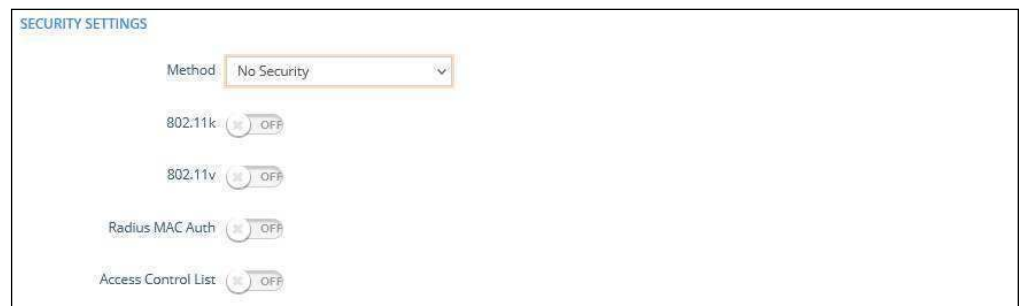 SECURITY SETTINGS
Method No Security
802.11k OFF
802.11v OFF
Radius MAC Auth OFF
Access Control List OFF